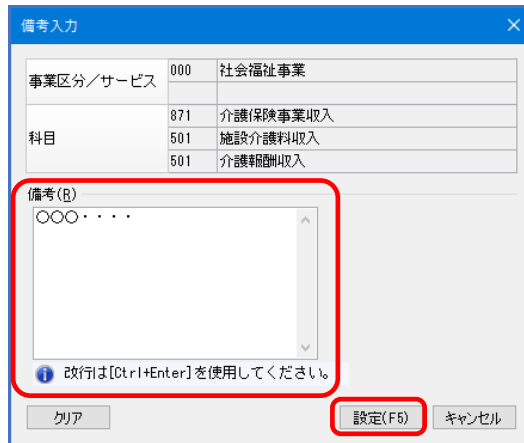 備考入力
事業区分／サービス 000 社会福祉事業
科目 871 介護保険事業収入
501 施設介護料収入
501 介護報酬収入
備考(R)
○○○・・・・
改行は[Ctrl+Enter]を使用してください。
クリア 設定(F5) キャンセル